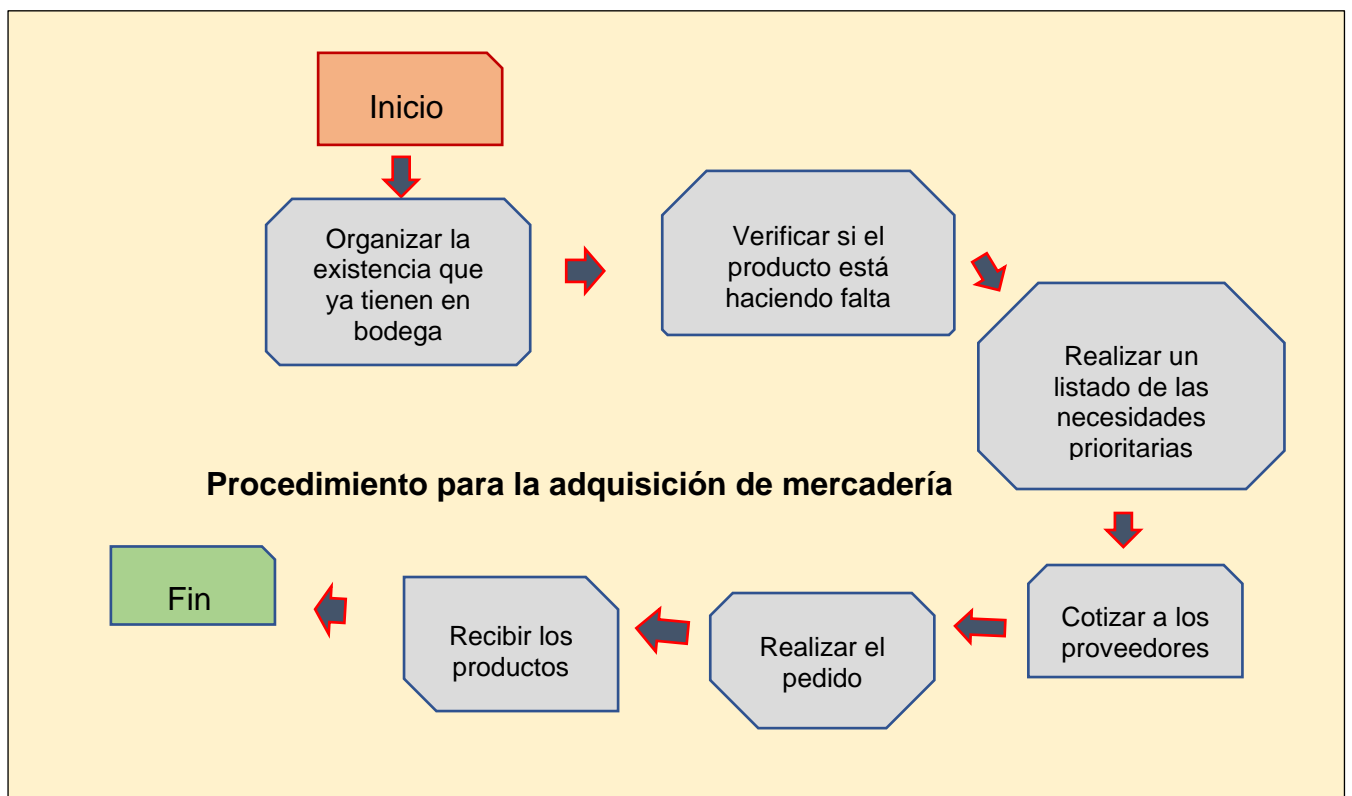 Inicio
Organizar la
existencia que
ya tienen en
bodega
Verificar si el
producto está
haciendo falta
Realizar un
listado de las
necesidades
prioritarias
Procedimiento para la adquisición de mercadería
Cotizar a los
proveedores
Realizar el
pedido
Recibir los
productos
Fin